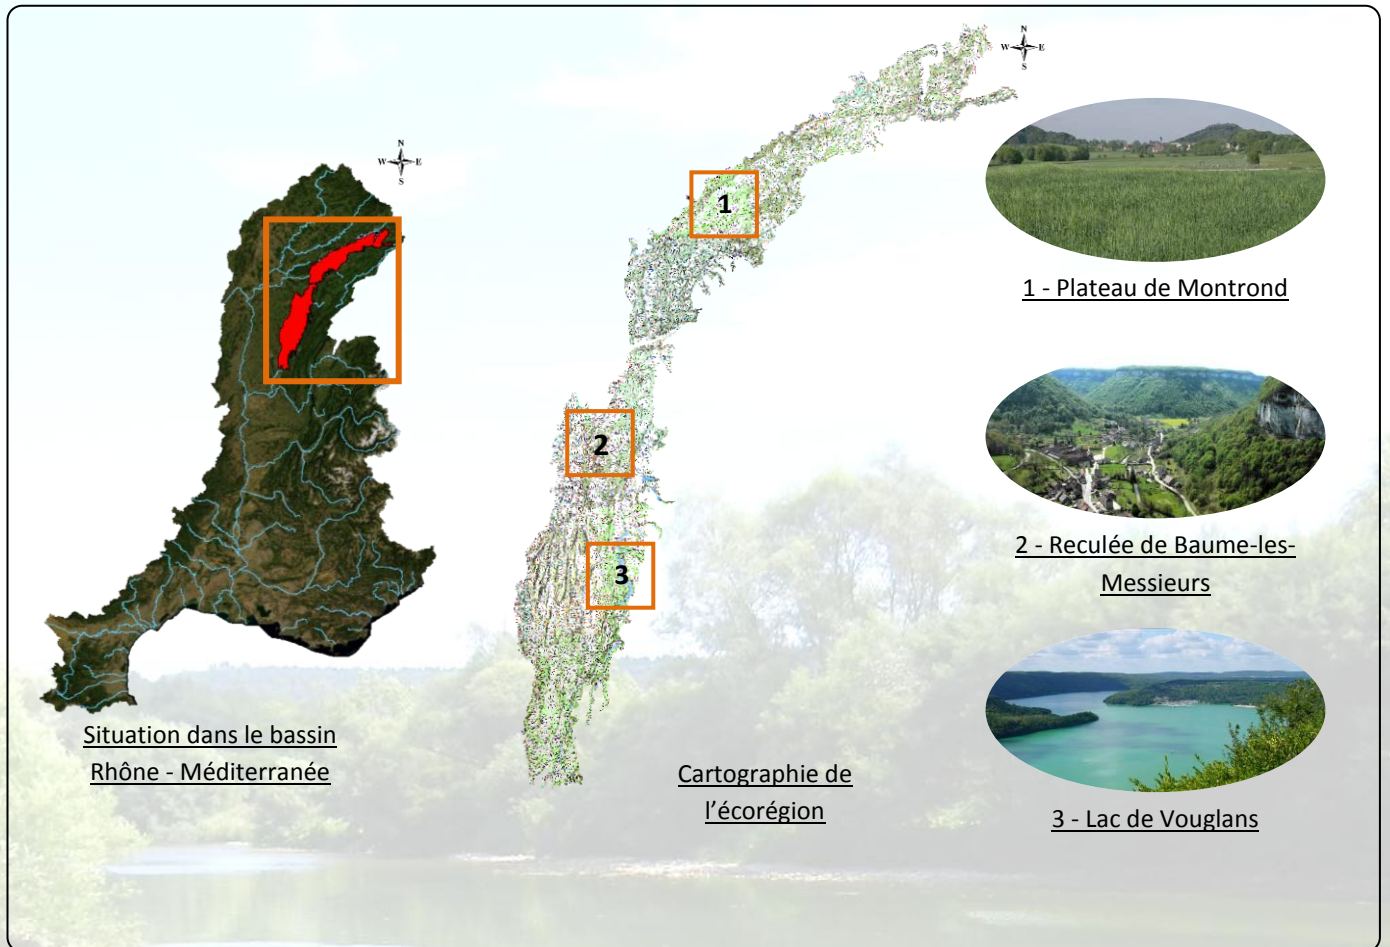 N
W E
S
N
W E
S
1
2
3
1 - Plateau de Montrond
2 - Reculée de Baume-les-
Messieurs
3 - Lac de Vouglans
Situation dans le bassin
Rhône - Méditerranée
Cartographie de
l’écorégion